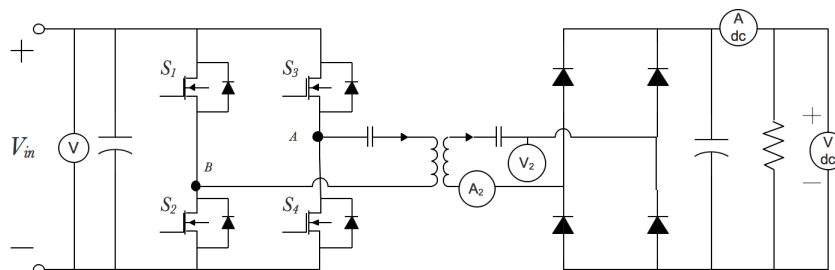 +
A
dc
S1
S3
+
Vin
V
A
V2
V
dc
B
A2
S2
S4
−
−